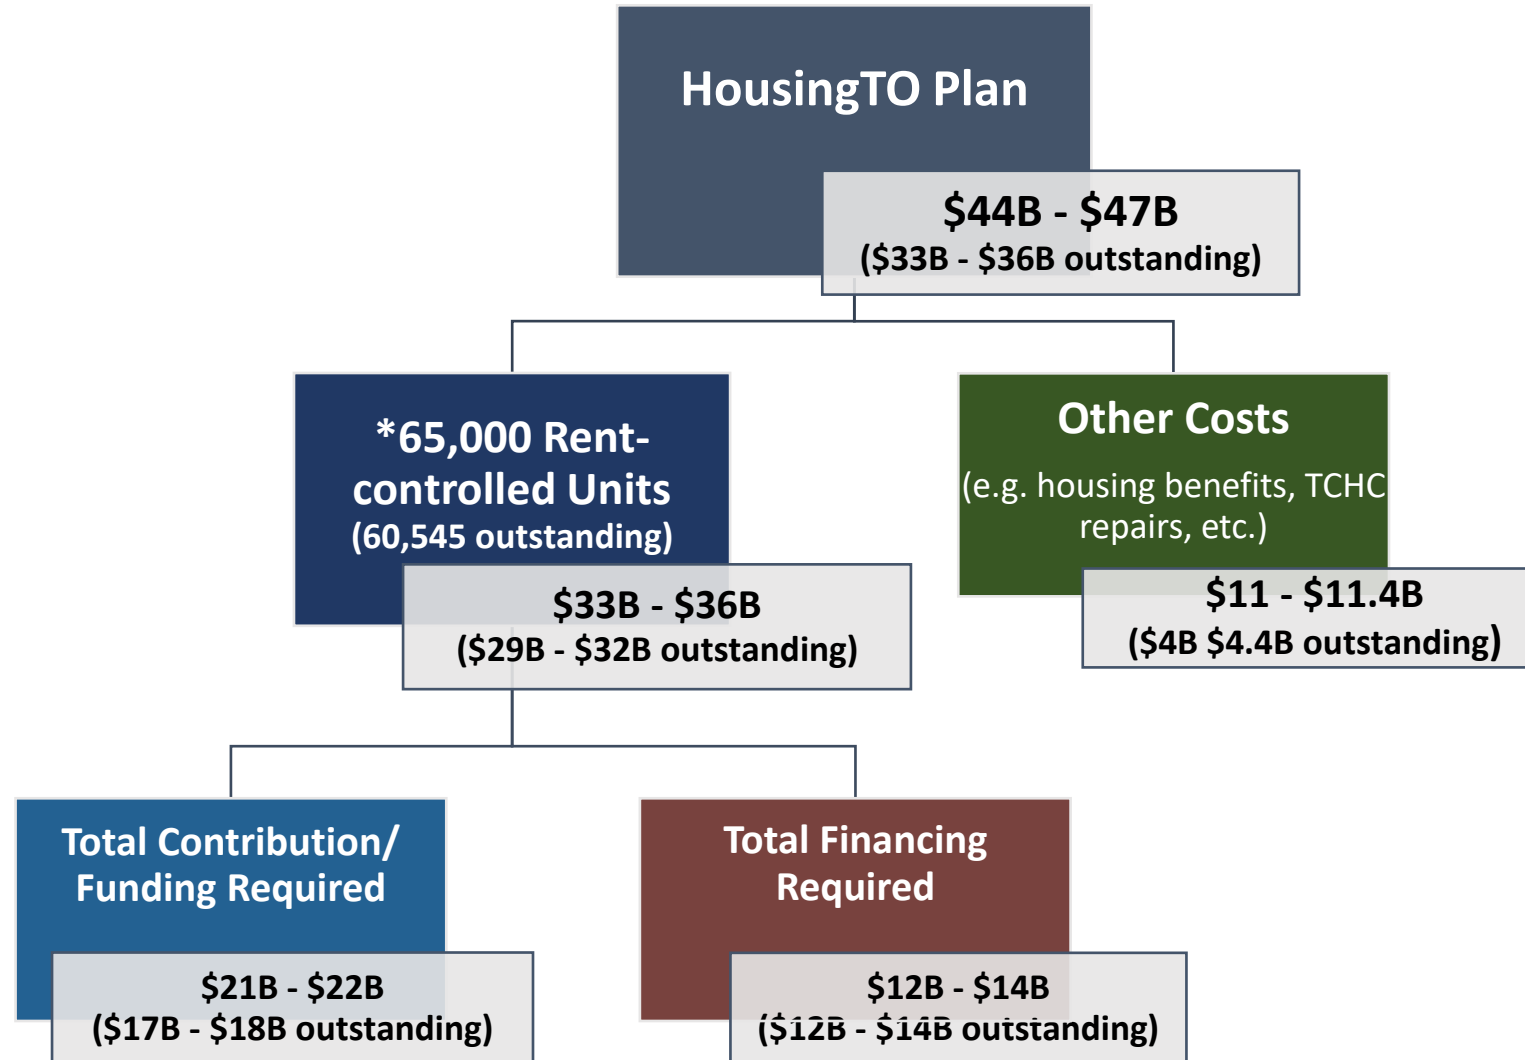 HousingTO Plan
$44B - $47B
($33B - $36B outstanding)
*65,000 Rent-
controlled Units
(60,545 outstanding)
$33B - $36B
($29B - $32B outstanding)
Other Costs
(e.g. housing benefits, TCHC
repairs, etc.)
$11 - $11.4B
($4B $4.4B outstanding)
Total Contribution/
Funding Required
$21B - $22B
($17B - $18B outstanding)
Total Financing
Required
$12B - $14B
($12B - $14B outstanding)